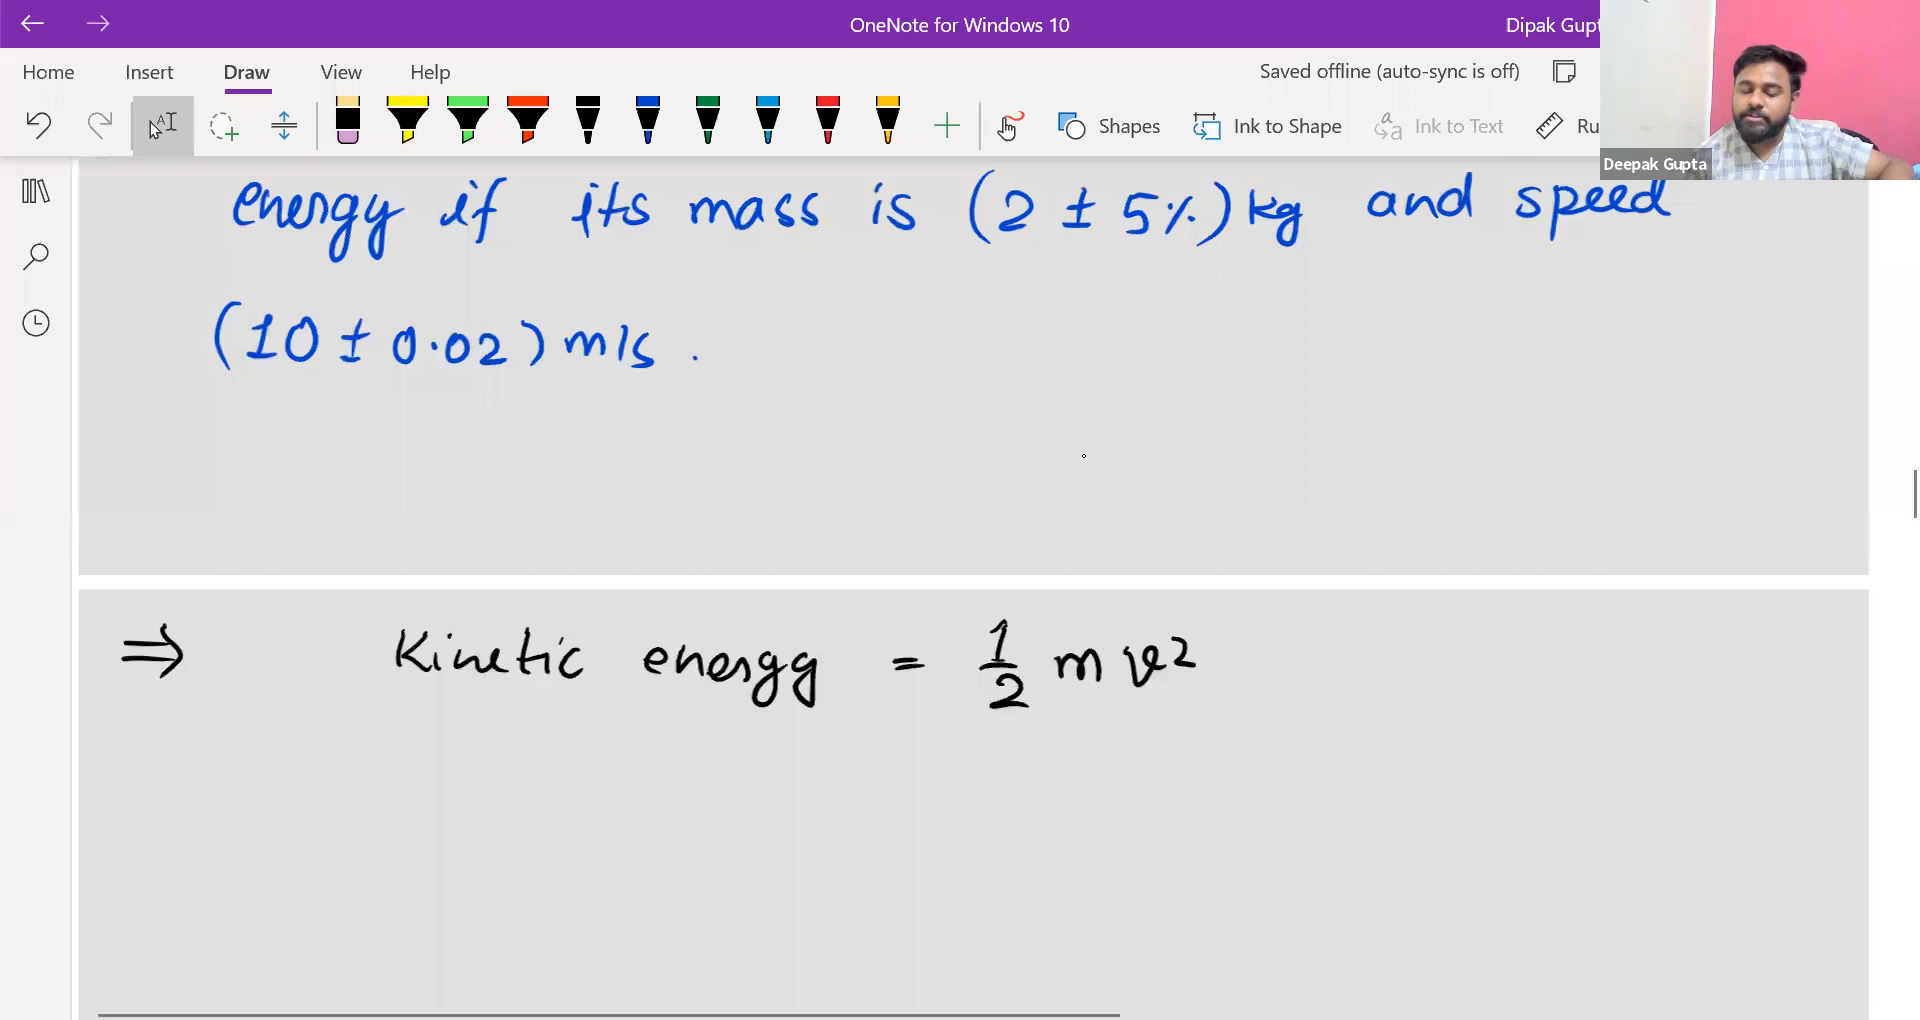 OneNote for Windows 10
Dipak Gup
Home Insert Draw View Help
Saved offline (auto-sync is off)
Shapes Ink to Shape Ink to Text Ru
Deepak Gupta
energy if its mass is (2 ± 5%) kg and speed
(10 ± 0.02) m/s .
⇒ Kinetic energy = 1/2 m v²